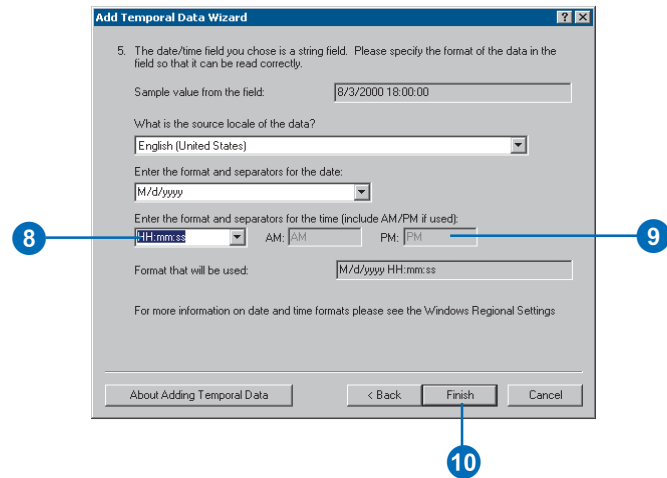 Add Temporal Data Wizard
5. The date/time field you chose is a string field. Please specify the format of the data in the
field so that it can be read correctly.
Sample value from the field: 8/3/2000 18:00:00
What is the source locale of the data?
English (United States)
Enter the format and separators for the date:
M/d/yyyy
Enter the format and separators for the time (include AM/PM if used):
8 HH:mm:ss AM: AM PM: PM 9
Format that will be used: M/d/yyyy HH:mm:ss
For more information on date and time formats please see the Windows Regional Settings
About Adding Temporal Data < Back Finish Cancel
10